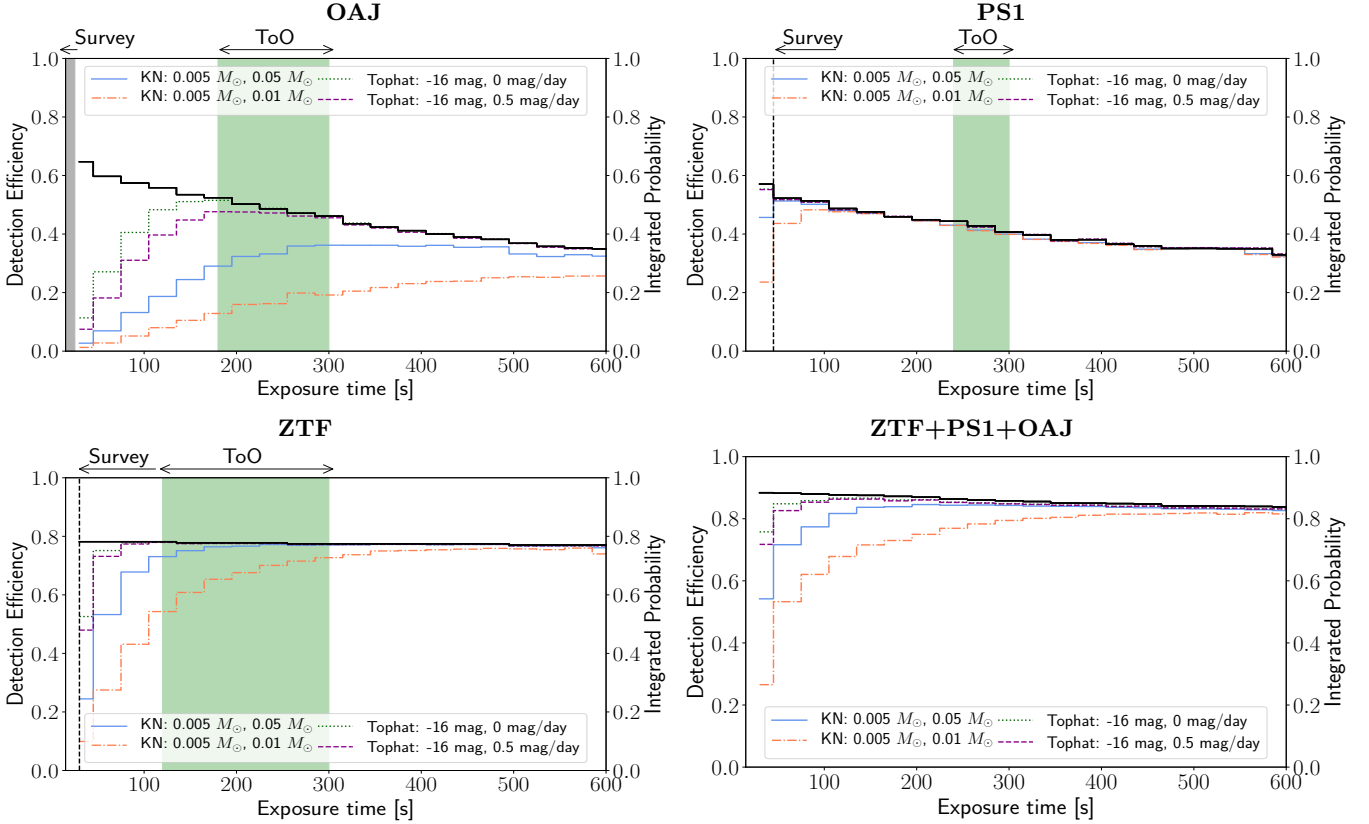 OAJ
Survey
ToO
KN: 0.005 M⊙, 0.05 M⊙
KN: 0.005 M⊙, 0.01 M⊙
Tophat: -16 mag, 0 mag/day
Tophat: -16 mag, 0.5 mag/day
Detection Efficiency
1.0
0.8
0.6
0.4
0.2
0.0
100 200 300 400 500 600
Exposure time [s]
1.0
0.8
0.6
0.4
0.2
0.0
Integrated Probability
PS1
Survey
ToO
KN: 0.005 M⊙, 0.05 M⊙
KN: 0.005 M⊙, 0.01 M⊙
Tophat: -16 mag, 0 mag/day
Tophat: -16 mag, 0.5 mag/day
Detection Efficiency
1.0
0.8
0.6
0.4
0.2
0.0
100 200 300 400 500 600
Exposure time [s]
1.0
0.8
0.6
0.4
0.2
0.0
Integrated Probability
ZTF
Survey
ToO
Detection Efficiency
1.0
0.8
0.6
0.4
0.2
0.0
KN: 0.005 M⊙, 0.05 M⊙
KN: 0.005 M⊙, 0.01 M⊙
Tophat: -16 mag, 0 mag/day
Tophat: -16 mag, 0.5 mag/day
100 200 300 400 500 600
Exposure time [s]
1.0
0.8
0.6
0.4
0.2
0.0
Integrated Probability
ZTF+PS1+OAJ
Detection Efficiency
1.0
0.8
0.6
0.4
0.2
0.0
KN: 0.005 M⊙, 0.05 M⊙
KN: 0.005 M⊙, 0.01 M⊙
Tophat: -16 mag, 0 mag/day
Tophat: -16 mag, 0.5 mag/day
100 200 300 400 500 600
Exposure time [s]
1.0
0.8
0.6
0.4
0.2
0.0
Integrated Probability